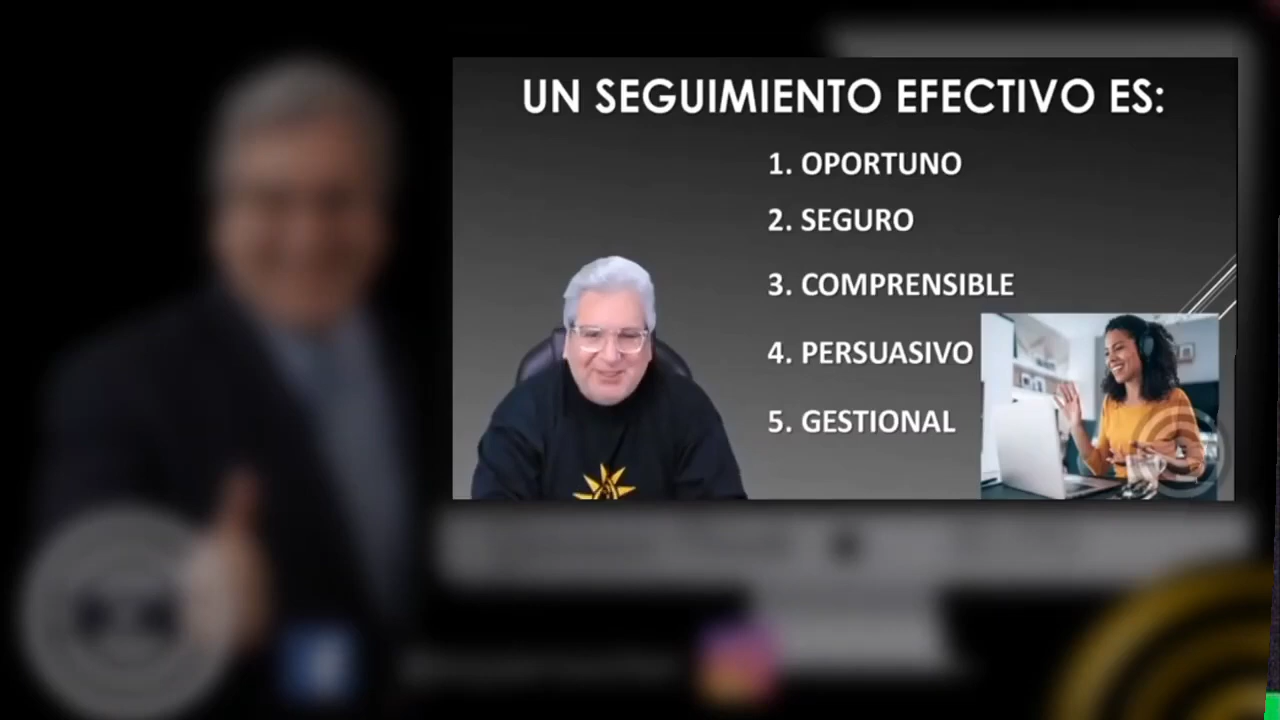 UN SEGUIMIENTO EFECTIVO ES:
1. OPORTUNO
2. SEGURO
3. COMPRENSIBLE
4. PERSUASIVO
5. GESTIONAL